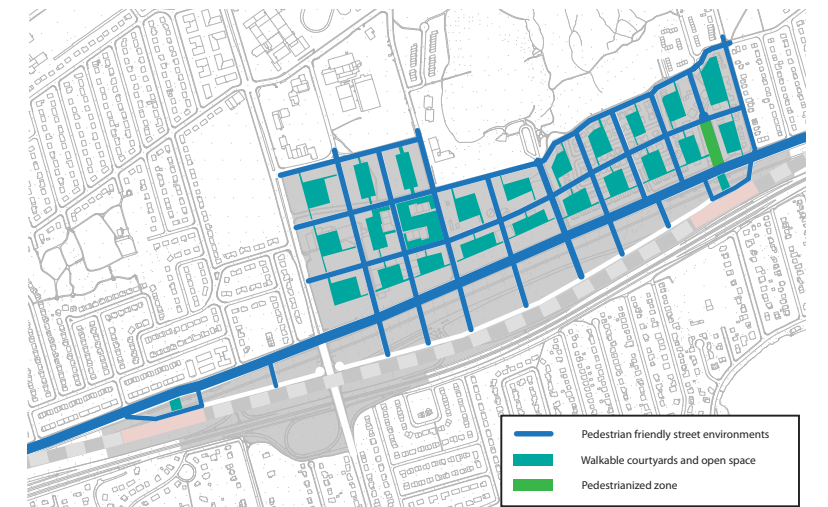 Pedestrian friendly street environments
Walkable courtyards and open space
Pedestrianized zone